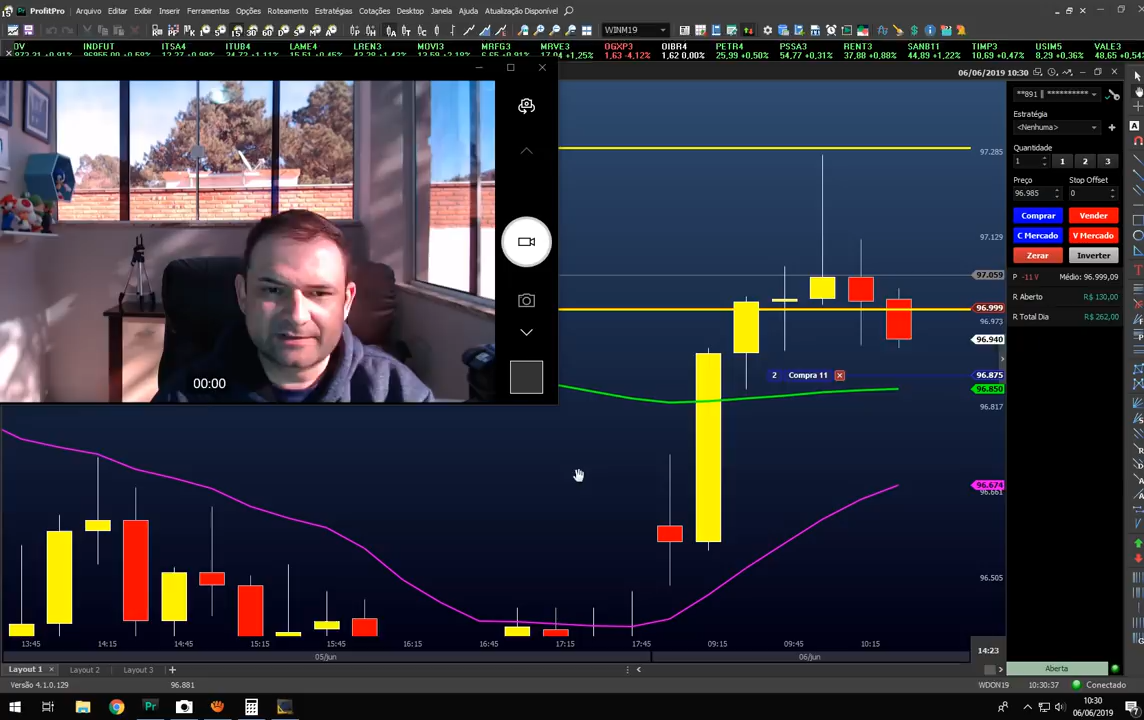 ProfitPro Arquivo Editar Exibir Inserir Ferramentas Opções Roteamento Estratégias Cotações Desktop Janela Ajuda Atualização Disponível
WINM19
INDFUT ITSA4 ITUB4 LAME4 LREN3 MOVI3 MRFG3 MRVE3 OGXP3 OIBR4 PETR4 PSSA3 RENT3 SANB11 TIMP3 USIM5 VALE3
1,63 -4,12% 1,62 0,00% 25,99 +0,50% 54,77 +0,31% 37,88 +0,88% 44,89 +1,22% 10,69 +0,47%
06/06/2019 10:30
**891
Estratégia
<Nenhuma>
Quantidade
1 1 2 3
Preço Stop Offset
96.985 0
Comprar Vender
C Mercado V Mercado
Zerar Inverter
P -11 V Médio: 96.999,09
R Aberto R$ 130,00
R Total Dia R$ 262,00
97.285
97.129
97.059
96.999
96.973
96.940
2 Compra 11
96.875
96.850
96.817
96.674
96.661
96.505
00:00
13:45 14:15 14:45 15:15 15:45 16:15 16:45 17:15 17:45 09:15 09:45 10:15
14:23
05/jun 06/jun
Layout 1 Layout 2 Layout 3
Aberta
Versão 4.1.0.129 96.881 WDON19 10:30:37 Conectado
10:30
06/06/2019